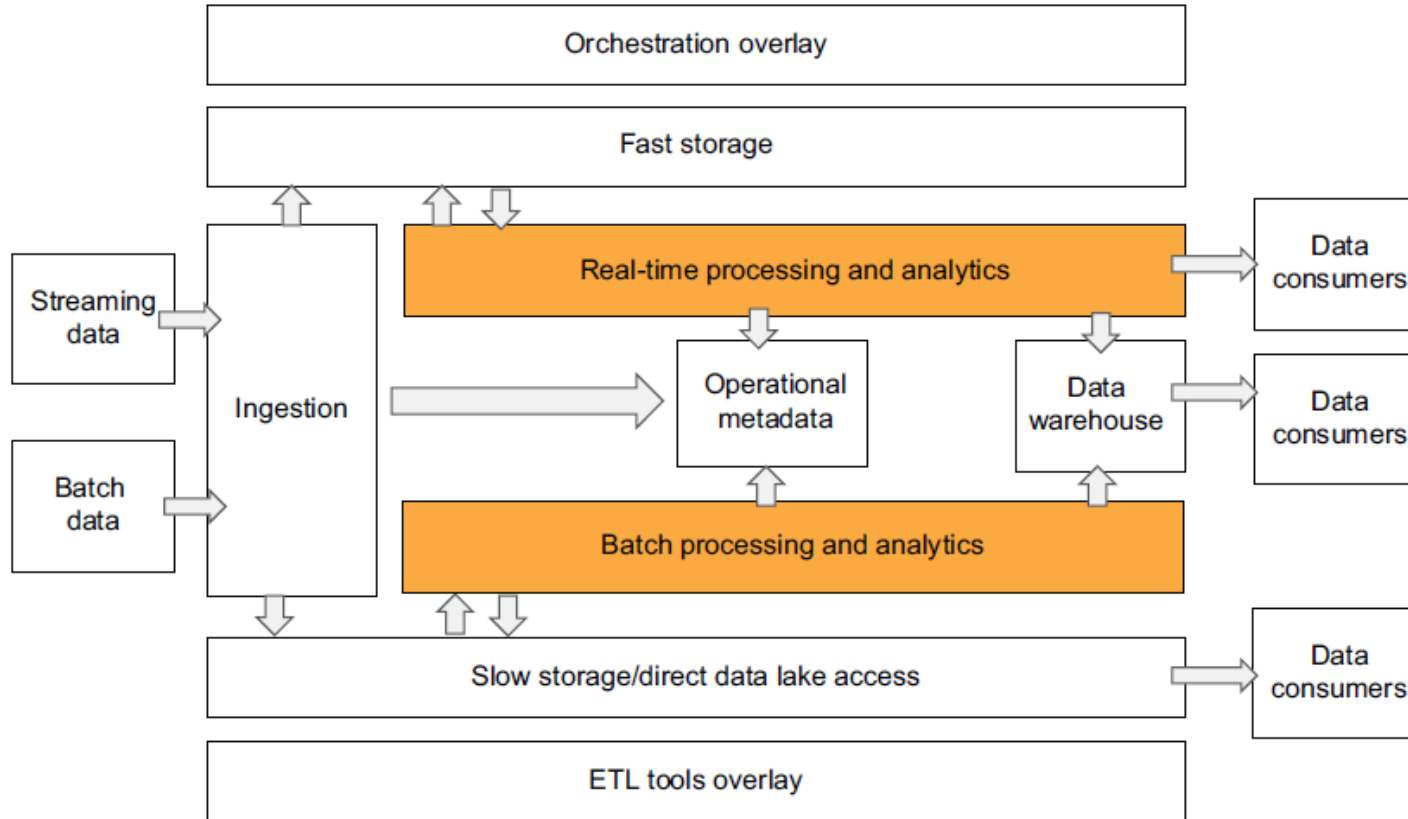 Orchestration overlay
Fast storage
Streaming
data
Batch
data
Ingestion
Real-time processing and analytics
Operational
metadata
Data
warehouse
Batch processing and analytics
Slow storage/direct data lake access
ETL tools overlay
Data
consumers
Data
consumers
Data
consumers